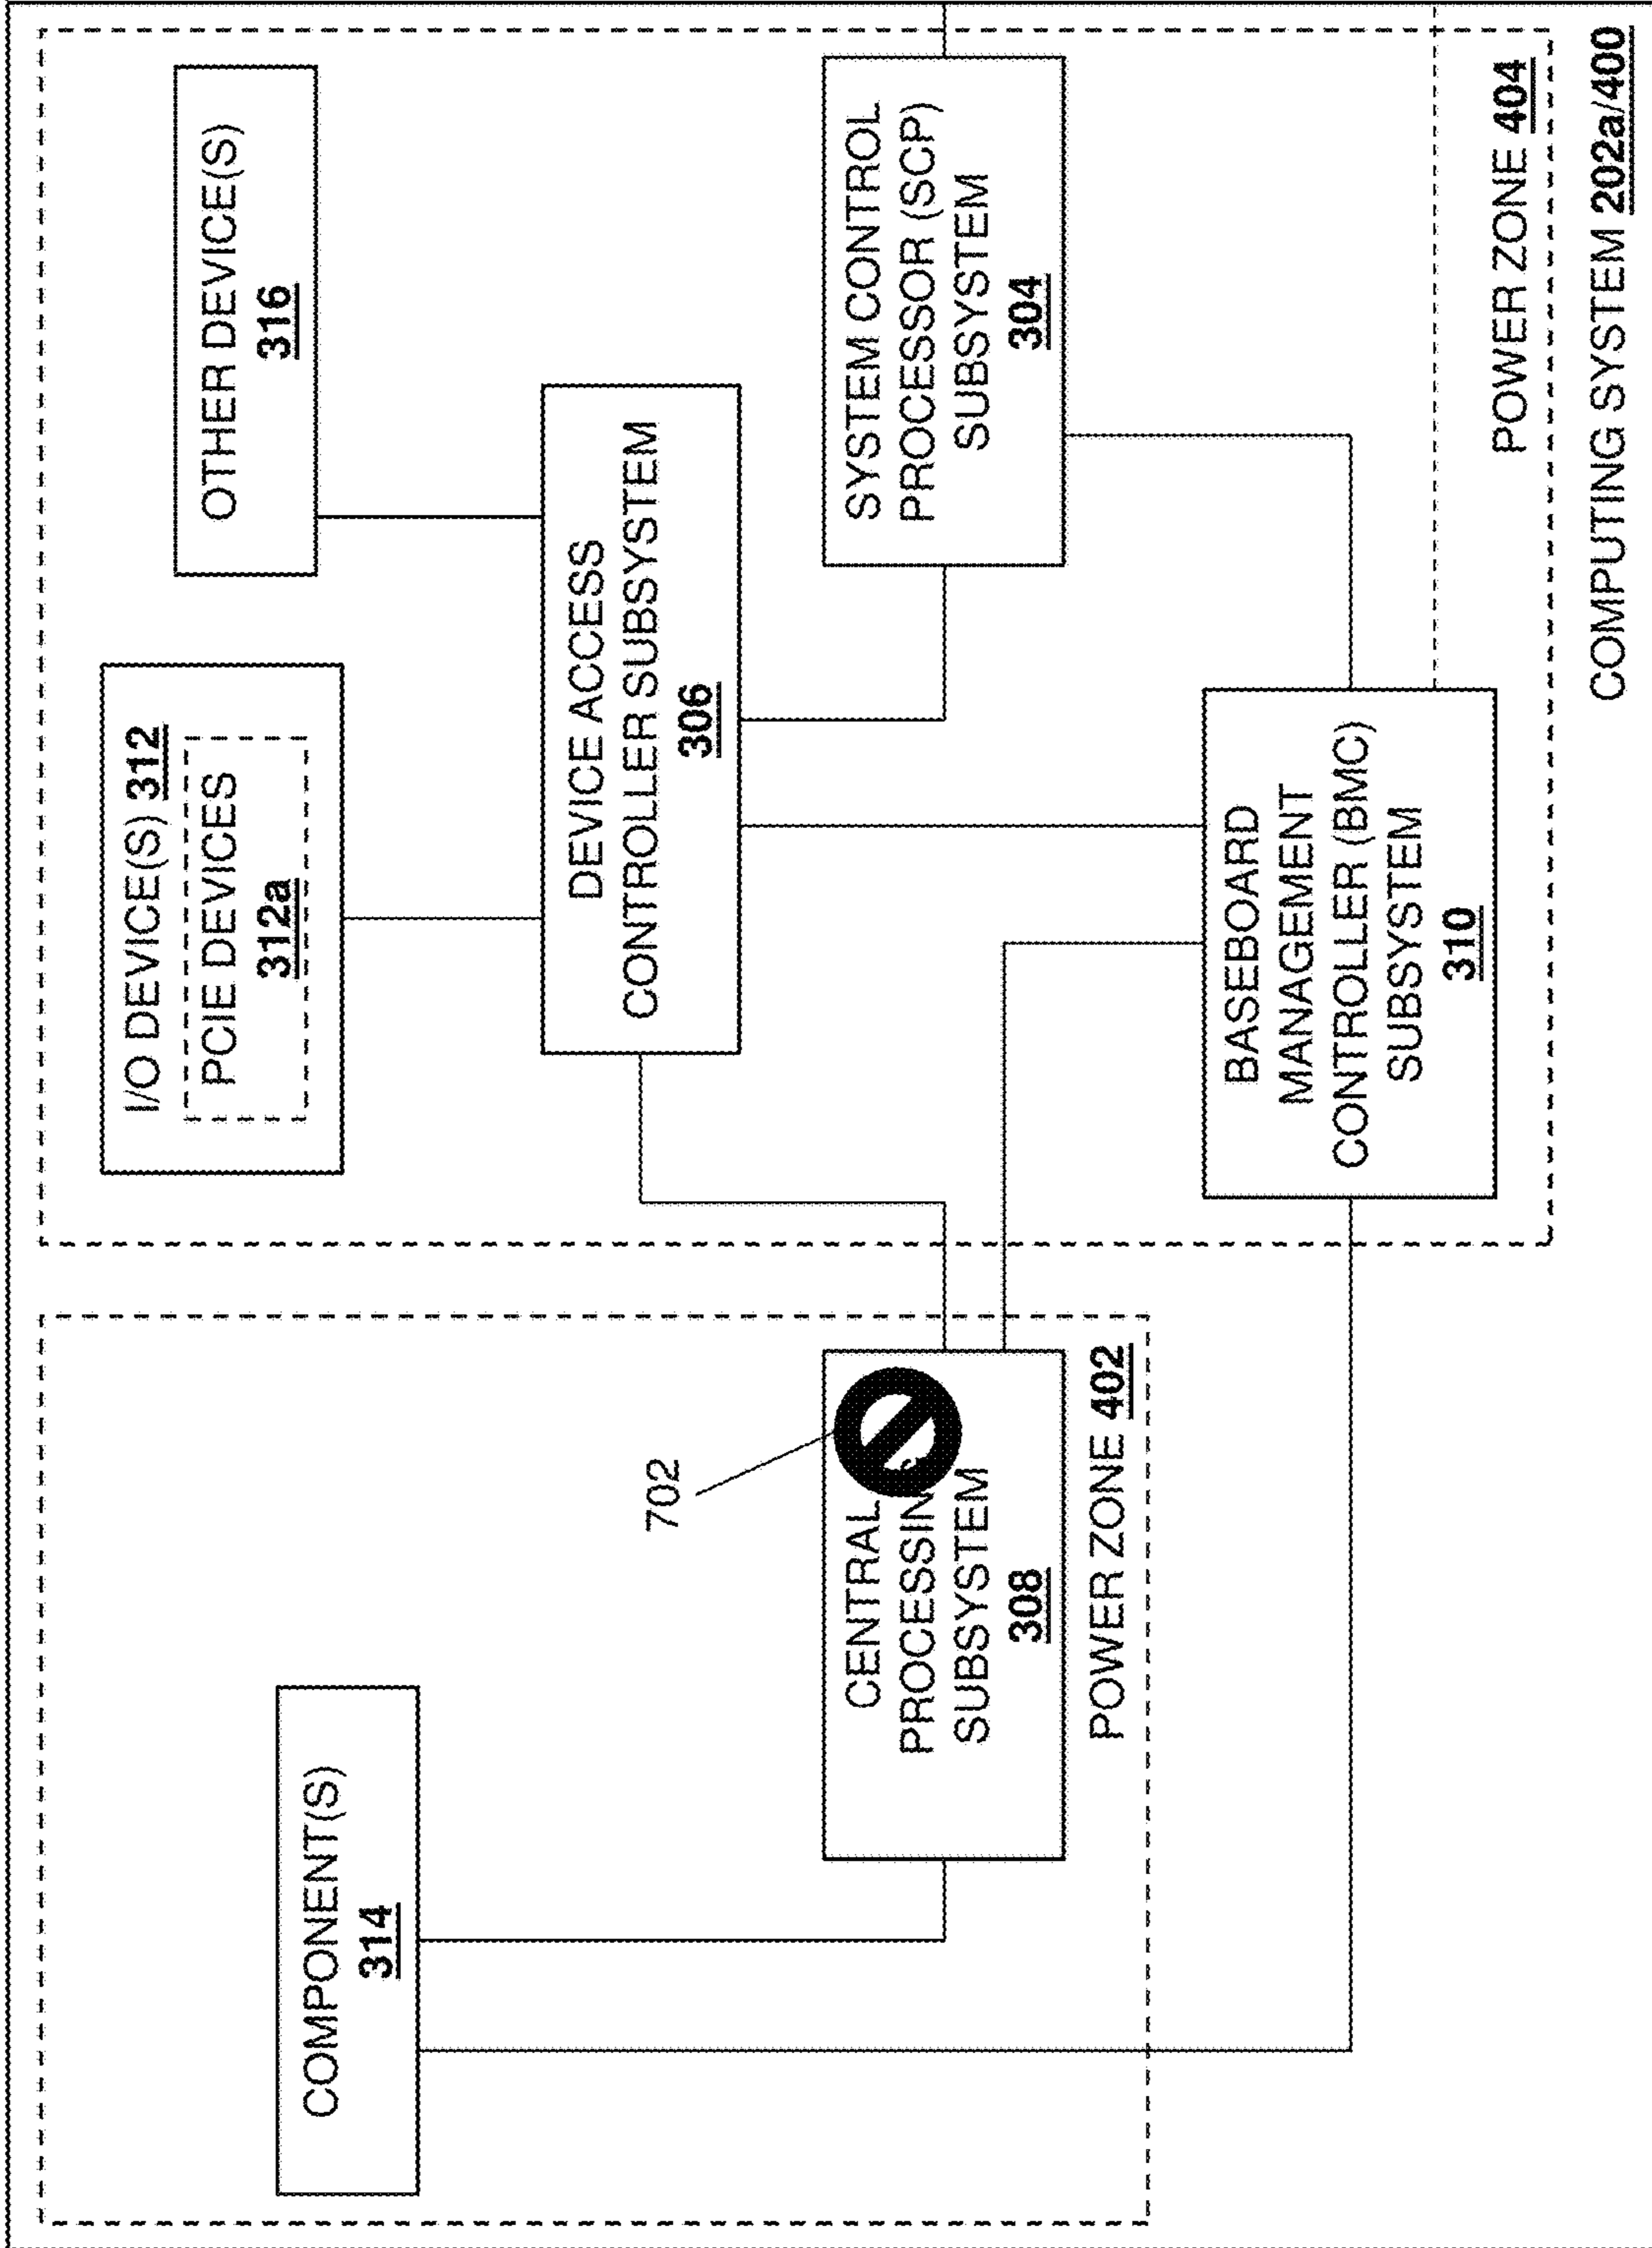 COMPONENT(S)
314
702
CENTRAL
PROCESSING
SUBSYSTEM
308
POWER ZONE 402
I/O DEVICE(S) 312
PCIE DEVICES
312a
OTHER DEVICE(S)
316
DEVICE ACCESS
CONTROLLER SUBSYSTEM
306
SYSTEM CONTROL
PROCESSOR (SCP)
SUBSYSTEM
304
BASEBOARD
MANAGEMENT
CONTROLLER (BMC)
SUBSYSTEM
310
POWER ZONE 404
COMPUTING SYSTEM 202a/400